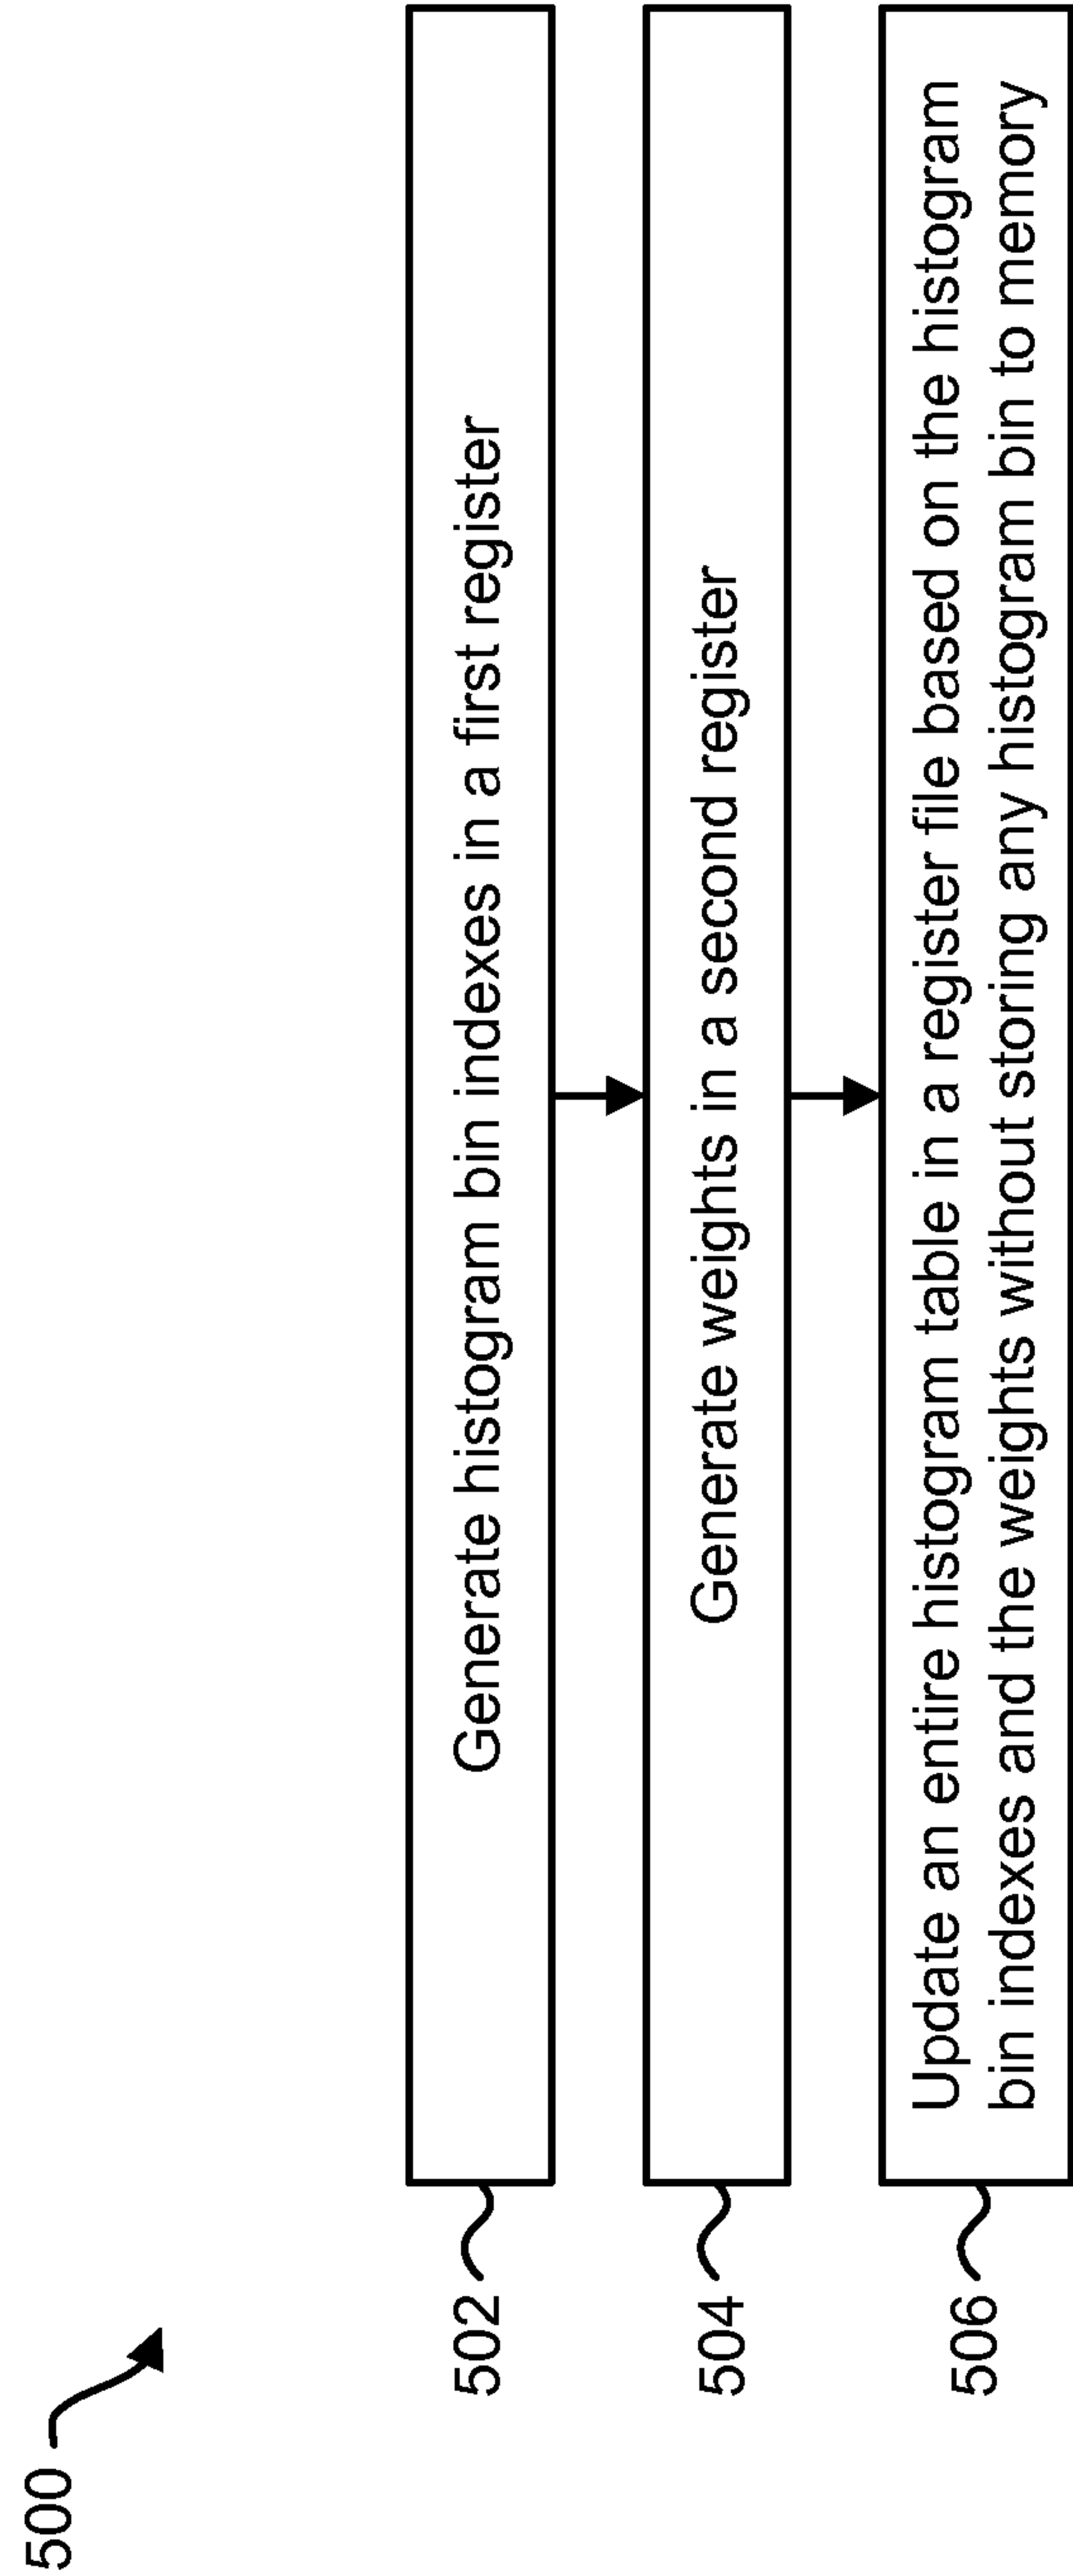 500
502
Generate histogram bin indexes in a first register
504
Generate weights in a second register
506
Update an entire histogram table in a register file based on the histogram
bin indexes and the weights without storing any histogram bin to memory